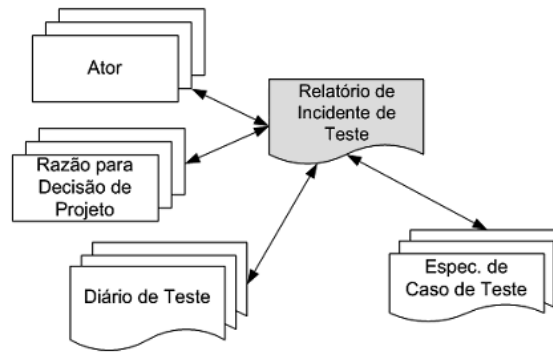 Ator
Relatório de
Incidente de
Teste
Razão para
Decisão de
Projeto
Diário de Teste
Espec. de
Caso de Teste